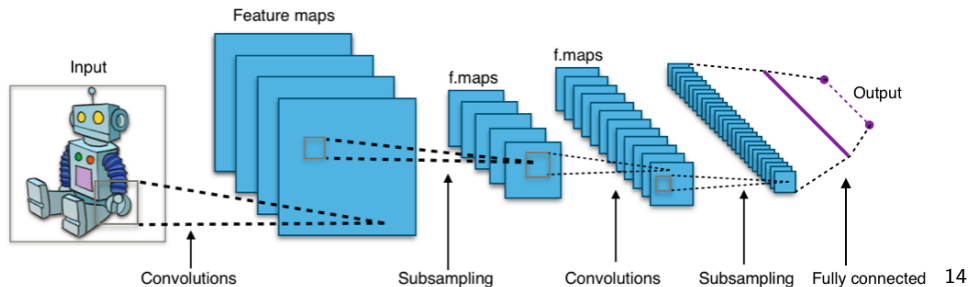 Feature maps
Input
f.maps
f.maps
Output
Convolutions
Subsampling
Convolutions
Subsampling
Fully connected
14